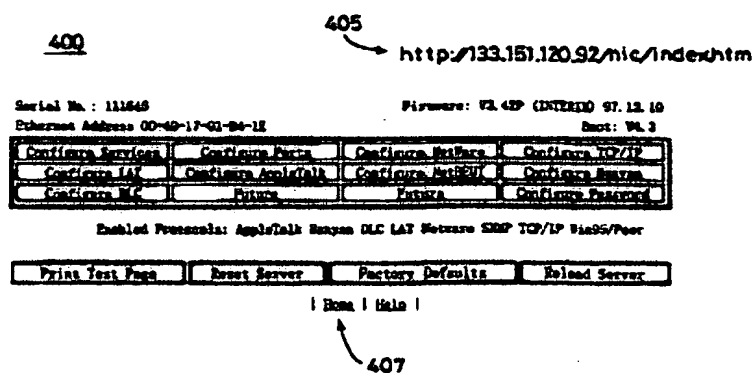 405
400
http://133.151.120.92/nic/index.htm
Serial No.: 111645 Firmware: V3.4EP (INTERIM) 97.12.10
Ethernet Address 00-40-17-01-B4-1E Boot: V4.3
Configure Services Configure Ports Configure NetWare Configure TCP/IP
Configure LAT Configure AppleTalk Configure NetBEUI Configure Banyan
Configure DLC Future Future Configure Password
Enabled Protocols: AppleTalk Banyan DLC LAT Netware SNMP TCP/IP Win95/Peer
Print Test Page Reset Server Factory Defaults Reload Server
| Home | Help |
407